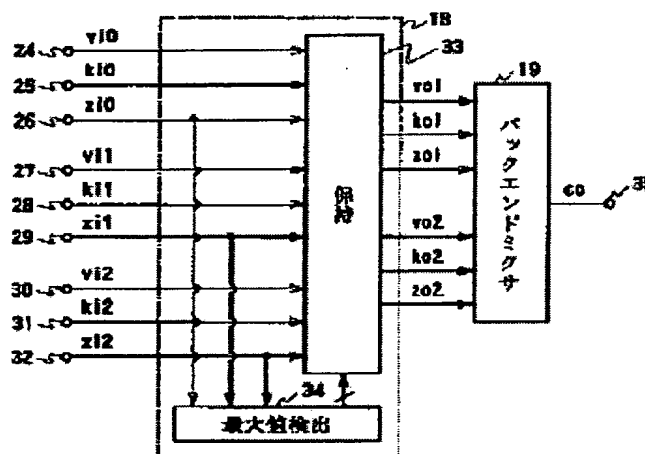 18
24 vi0
33
25 ki0
19
26 zi0
vo1
ko1
27 vi1
zo1
28 ki1
保持
バックエンドミクサ
co
29 zi1
vo2
30 vi2
ko2
31 ki2
zo2
32 zi2
34
最大値検出